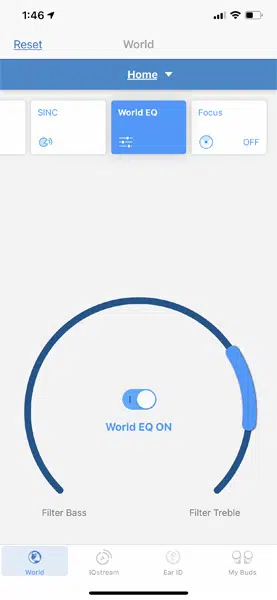 1:46
Reset World
Home
SINC World EQ Focus
OFF
World EQ ON
Filter Bass Filter Treble
World IQstream Ear ID My Buds